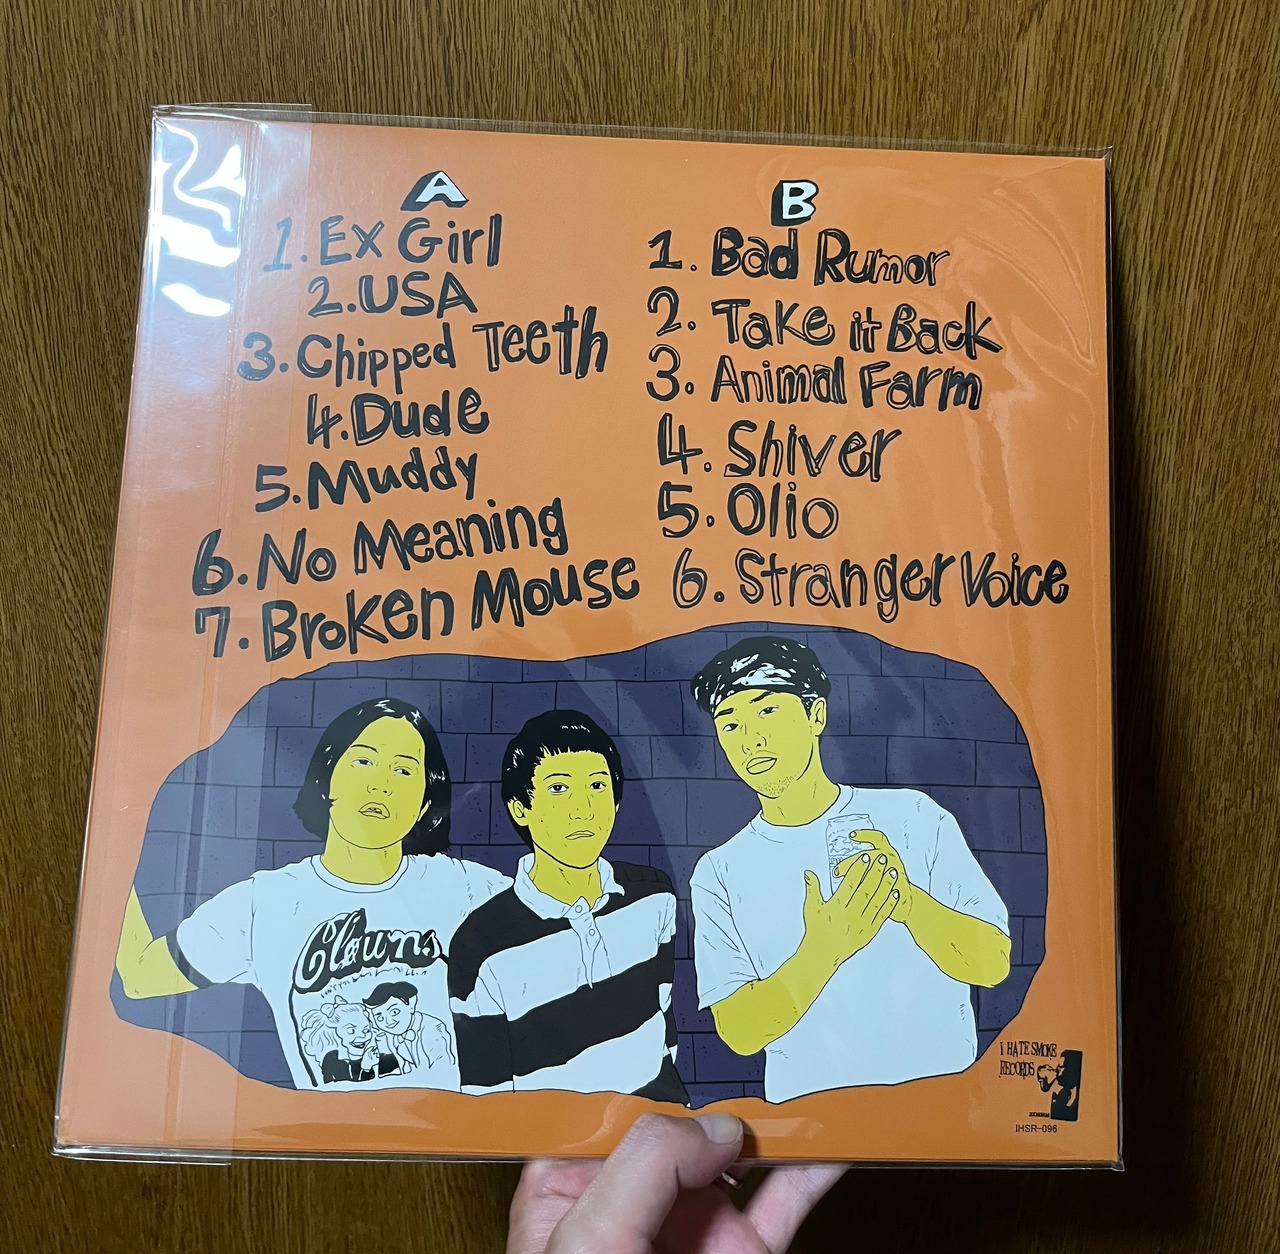 A
1. Ex Girl
2. USA
3. Chipped Teeth
4. Dude
5. Muddy
6. No Meaning
7. Broken Mouse
B
1. Bad Rumor
2. Take it Back
3. Animal Farm
4. Shiver
5. Olio
6. Stranger Voice
Clowns
I HATE SMOKE
RECORDS
IHSR-096